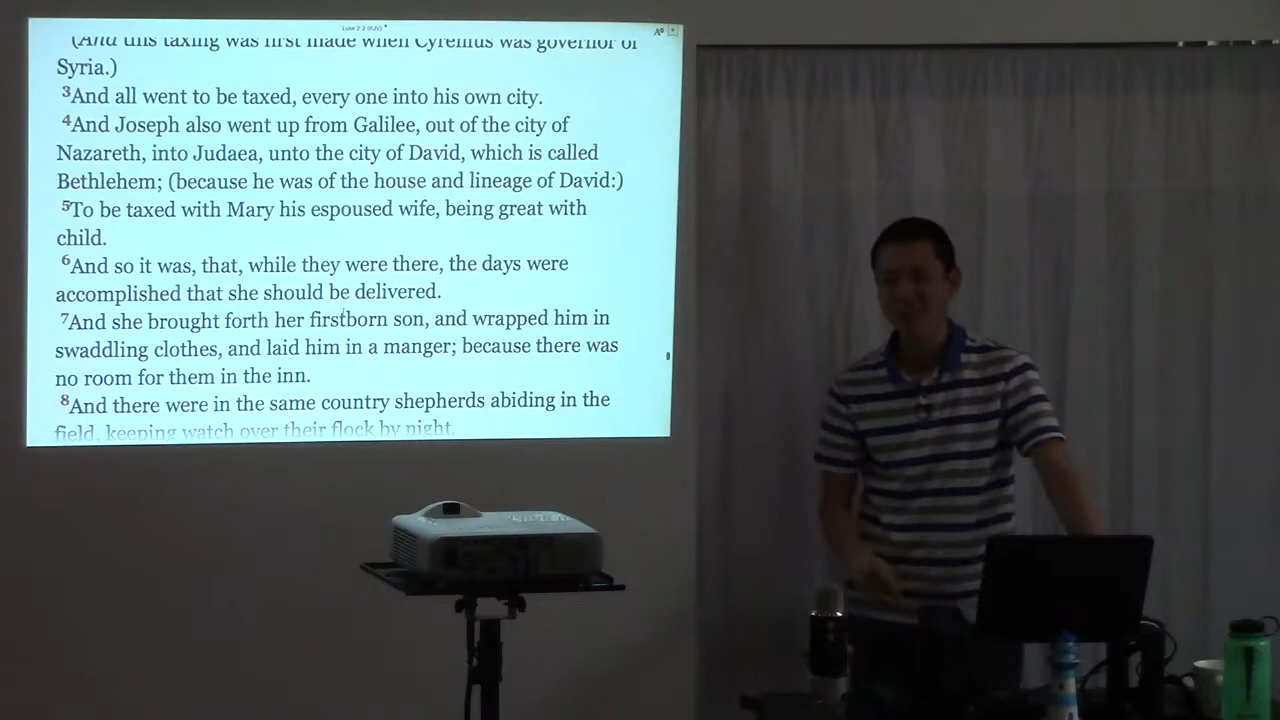 Luke 2:2 (KJV)
(And this taxing was first made when Cyrenius was governor of
Syria.)
3And all went to be taxed, every one into his own city.
4And Joseph also went up from Galilee, out of the city of
Nazareth, into Judaea, unto the city of David, which is called
Bethlehem; (because he was of the house and lineage of David:)
5To be taxed with Mary his espoused wife, being great with
child.
6And so it was, that, while they were there, the days were
accomplished that she should be delivered.
7And she brought forth her firstborn son, and wrapped him in
swaddling clothes, and laid him in a manger; because there was
no room for them in the inn.
8And there were in the same country shepherds abiding in the
field, keeping watch over their flock by night.